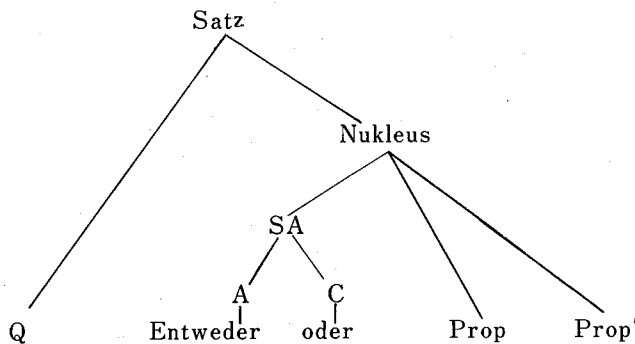 Satz
Nukleus
SA
A C
Q Entweder oder Prop Prop'